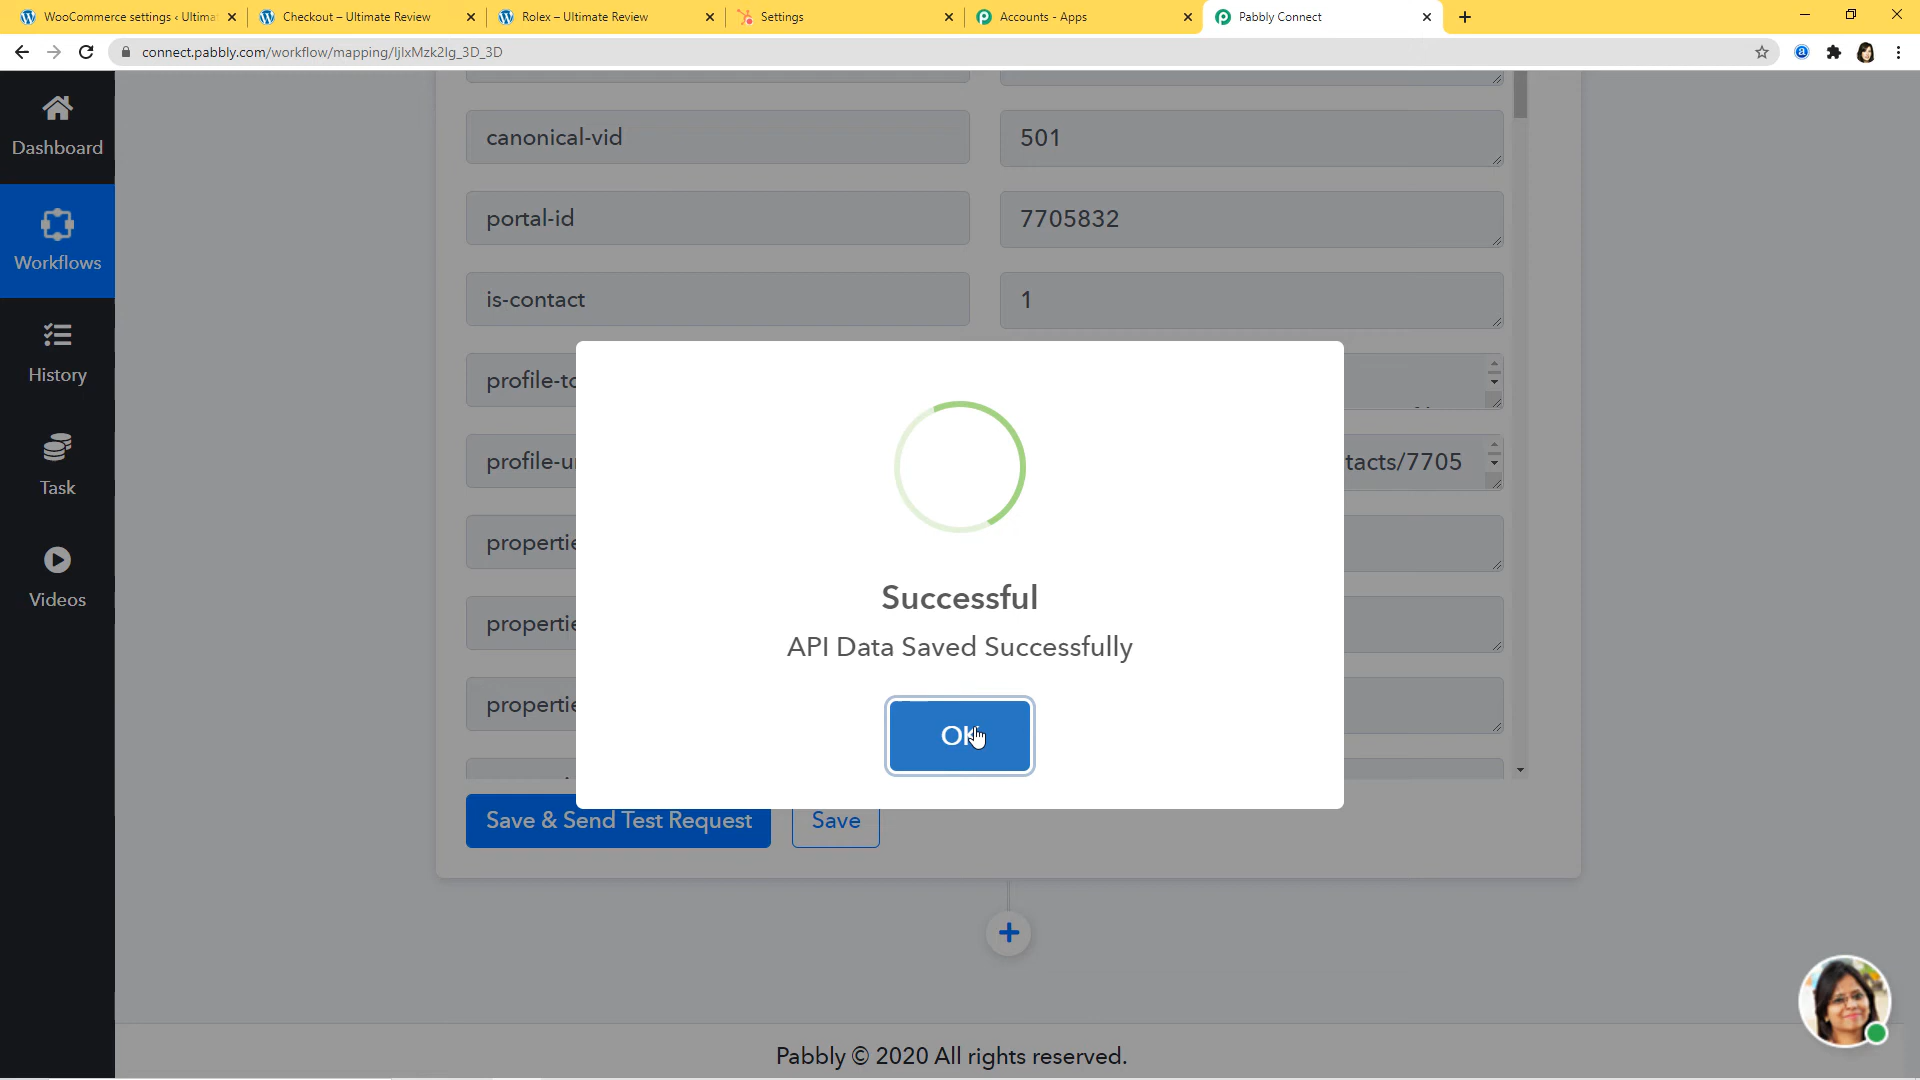 WooCommerce settings ‹ Ultima
Checkout – Ultimate Review
Rolex – Ultimate Review
Settings
Accounts - Apps
Pabbly Connect
connect.pabbly.com/workflow/mapping/IjIxMzk2Ig_3D_3D
Dashboard
Workflows
History
Task
Videos
canonical-vid
501
portal-id
7705832
is-contact
1
profile-to
profile-ur
tacts/7705
propertie
propertie
propertie
Successful
API Data Saved Successfully
OK
Save & Send Test Request
Save
Pabbly © 2020 All rights reserved.